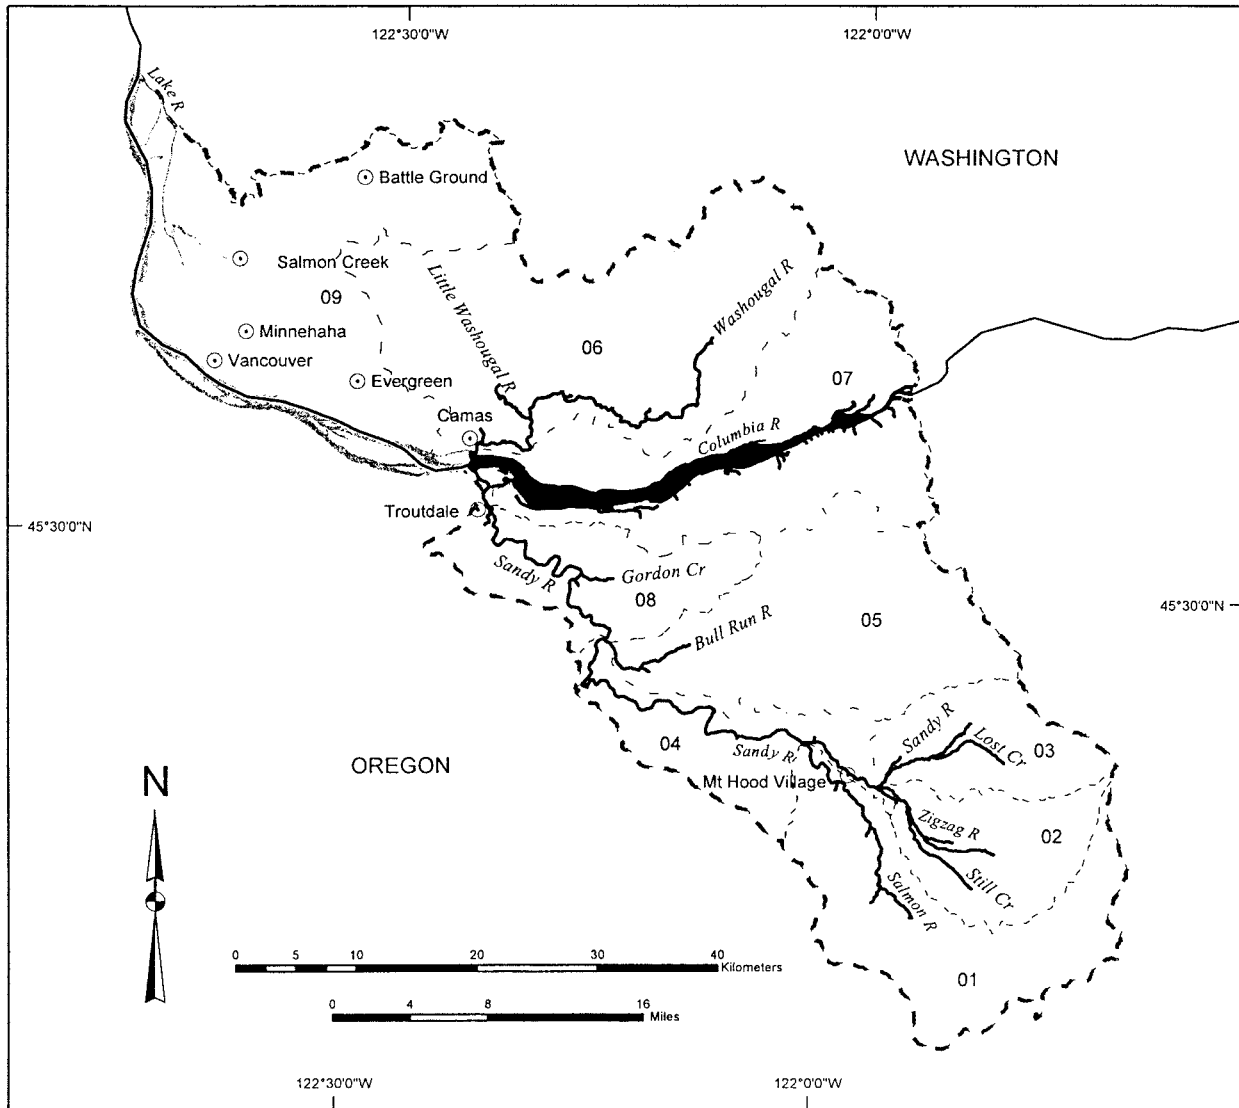 122°30'0"W
122°0'0"W
Lake R
WASHINGTON
Battle Ground
Salmon Creek
09
Little Washougal R
Washougal R
Minnehaha
06
Vancouver
07
Evergreen
Camas
Columbia R
Troutdale
45°30'0"N
Sandy R
Gordon Cr
08
45°30'0"N
Bull Run R
05
Sandy R
Lost Cr
03
04
Sandy R
OREGON
N
Mt Hood Village
Zigzag R
02
Still Cr
Salmon R
01
0 5 10 20 30 40
Kilometers
0 4 8 16
Miles
122°30'0"W
122°0'0"W